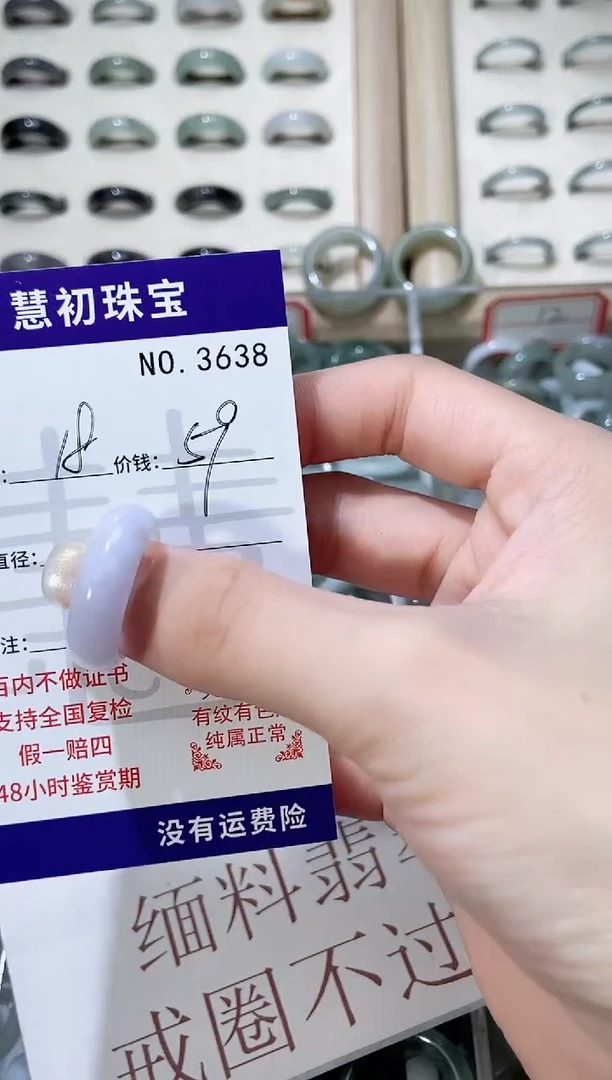 慧初珠宝
NO.3638
: 18 价钱: 59
直径:
注:
百内不做证书
支持全国复检
假一赔四
48小时鉴赏期
有纹有色
纯属正常
没有运费险
缅料翡
戒圈不过